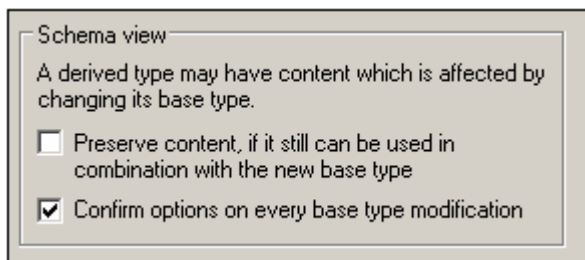 Schema view
A derived type may have content which is affected by
changing its base type.
Preserve content, if it still can be used in
combination with the new base type
Confirm options on every base type modification